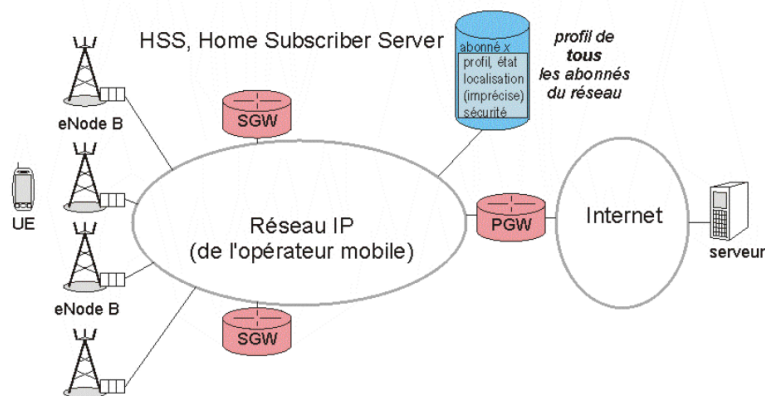 HSS, Home Subscriber Server
abonné x
profil, état
localisation
(imprécise)
sécurité
profil de
tous
les abonnés
du réseau
eNode B
SGW
UE
Réseau IP
(de l'opérateur mobile)
PGW
Internet
serveur
eNode B
SGW